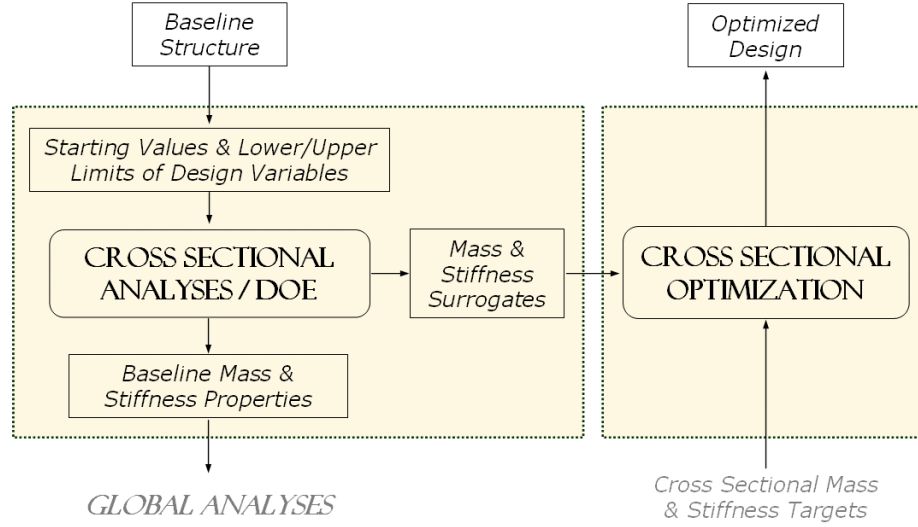 Baseline
Structure
Optimized
Design
Starting Values & Lower/Upper
Limits of Design Variables
CROSS SECTIONAL
ANALYSES / DOE
Mass &
Stiffness
Surrogates
CROSS SECTIONAL
OPTIMIZATION
Baseline Mass &
Stiffness Properties
GLOBAL ANALYSES
Cross Sectional Mass
& Stiffness Targets